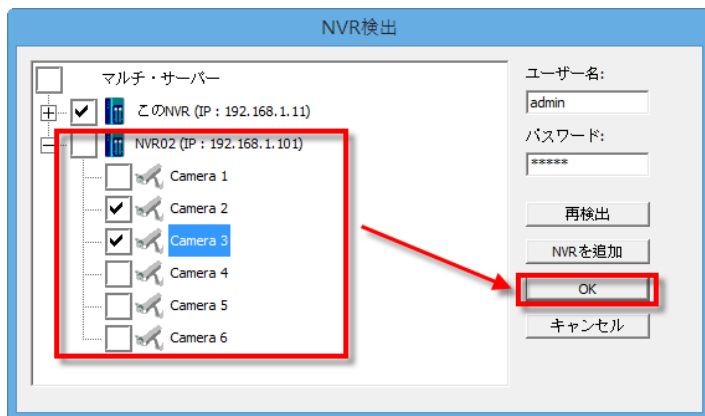 NVR検出
マルチ・サーバー
このNVR (IP : 192.168.1.11)
NVR02 (IP : 192.168.1.101)
Camera 1
Camera 2
Camera 3
Camera 4
Camera 5
Camera 6
ユーザー名:
admin
パスワード:
*****
再検出
NVRを追加
OK
キャンセル